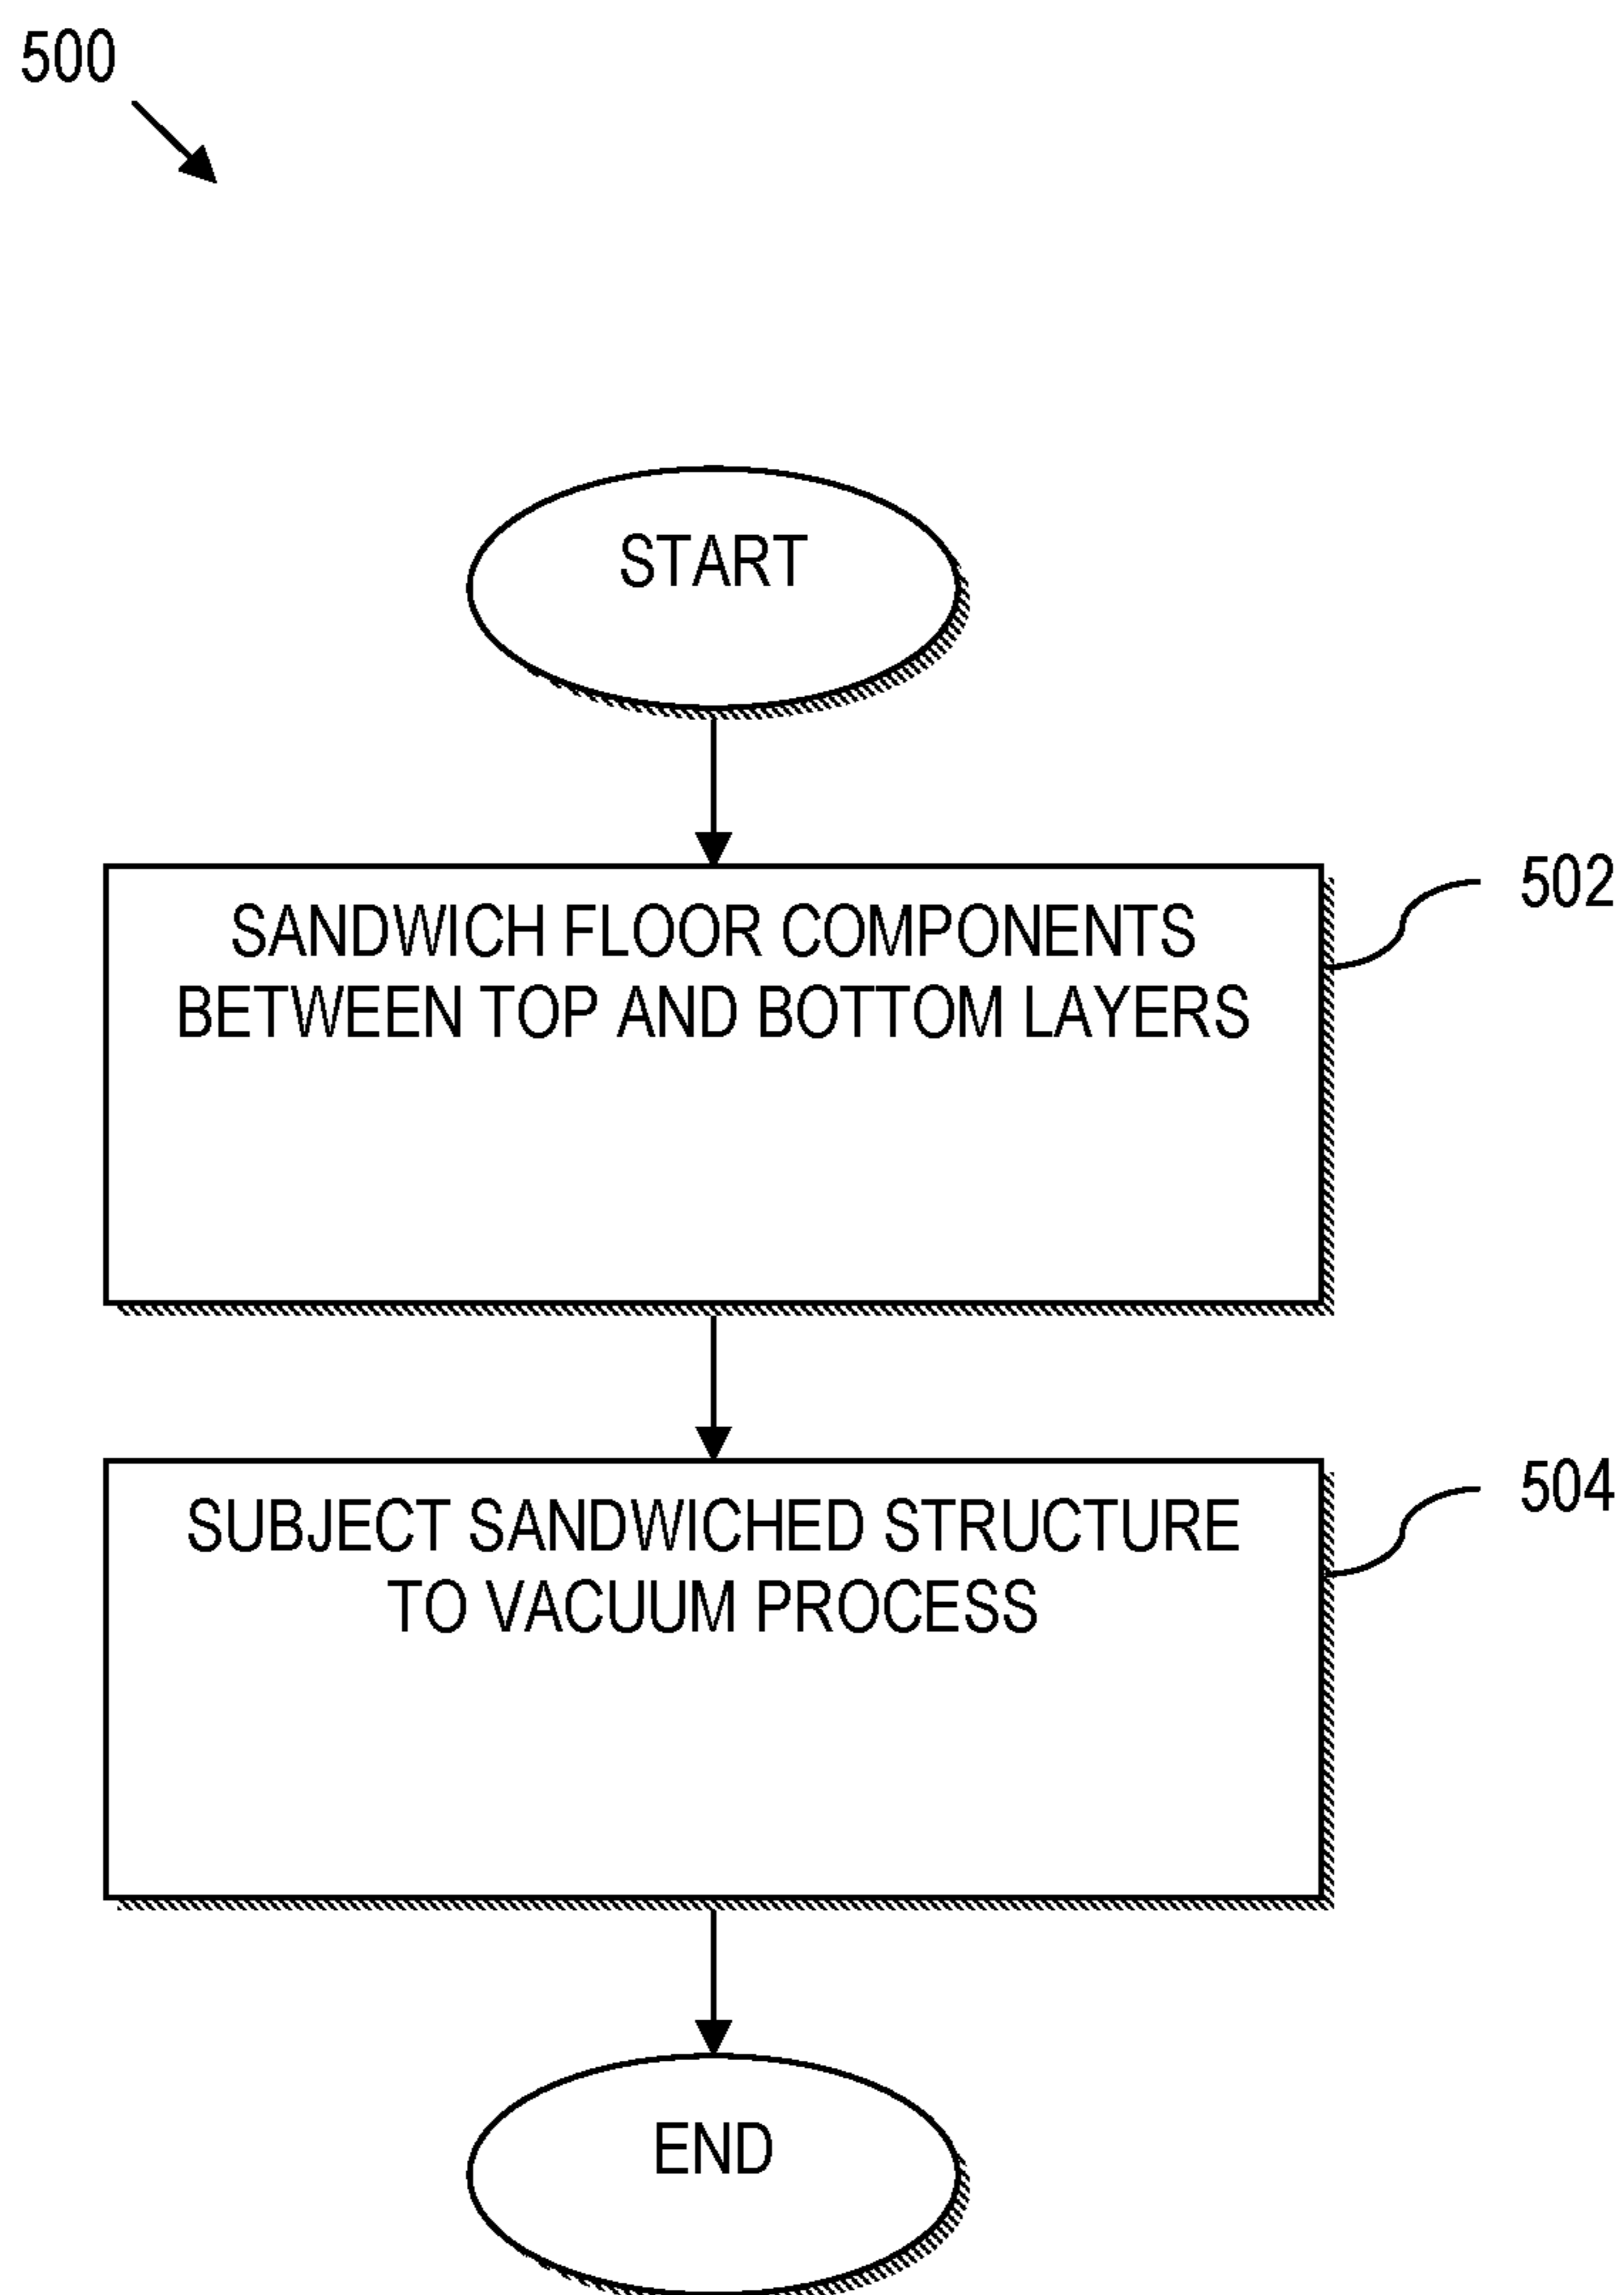 500
START
SANDWICH FLOOR COMPONENTS
BETWEEN TOP AND BOTTOM LAYERS
502
SUBJECT SANDWICHED STRUCTURE
TO VACUUM PROCESS
504
END